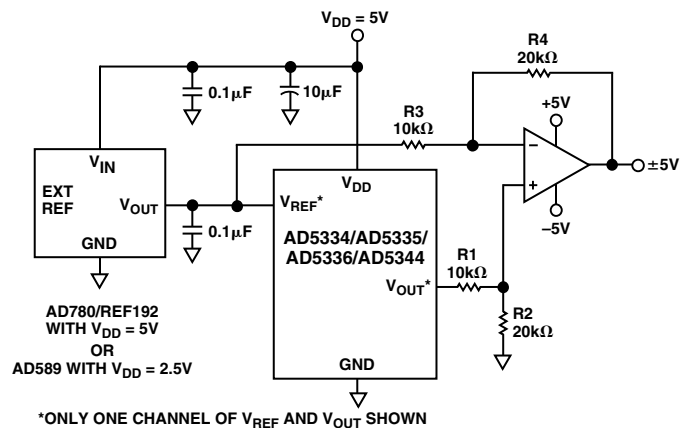 V_DD = 5V
R4
20kΩ
0.1µF
10µF
R3
10kΩ
+5V
V_IN
EXT
REF
V_OUT
GND
0.1µF
V_DD
V_REF*
AD5334/AD5335/
AD5336/AD5344
V_OUT*
GND
R1
10kΩ
R2
20kΩ
−
+
±5V
–5V
AD780/REF192
WITH V_DD = 5V
OR
AD589 WITH V_DD = 2.5V
*ONLY ONE CHANNEL OF V_REF AND V_OUT SHOWN